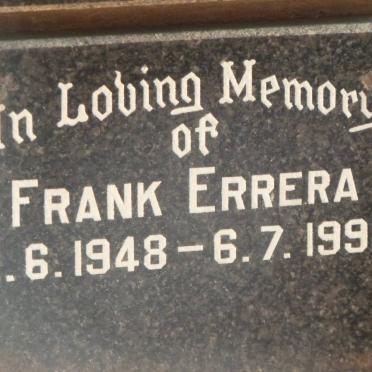 In Loving Memory
of
FRANK ERRERA
.6.1948 - 6.7.199